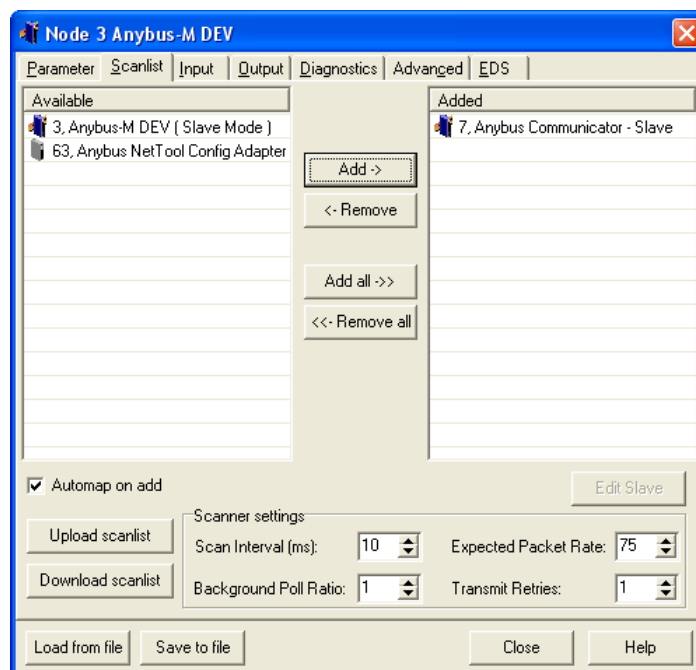 Node 3 Anybus-M DEV
Parameter Scanlist Input Output Diagnostics Advanced EDS
Available Added
3, Anybus-M DEV ( Slave Mode ) 7, Anybus Communicator - Slave
63, Anybus NetTool Config Adapter
Add ->
<- Remove
Add all ->>
<<- Remove all
Automap on add Edit Slave
Scanner settings
Upload scanlist Scan Interval (ms): 10 Expected Packet Rate: 75
Download scanlist Background Poll Ratio: 1 Transmit Retries: 1
Load from file Save to file Close Help